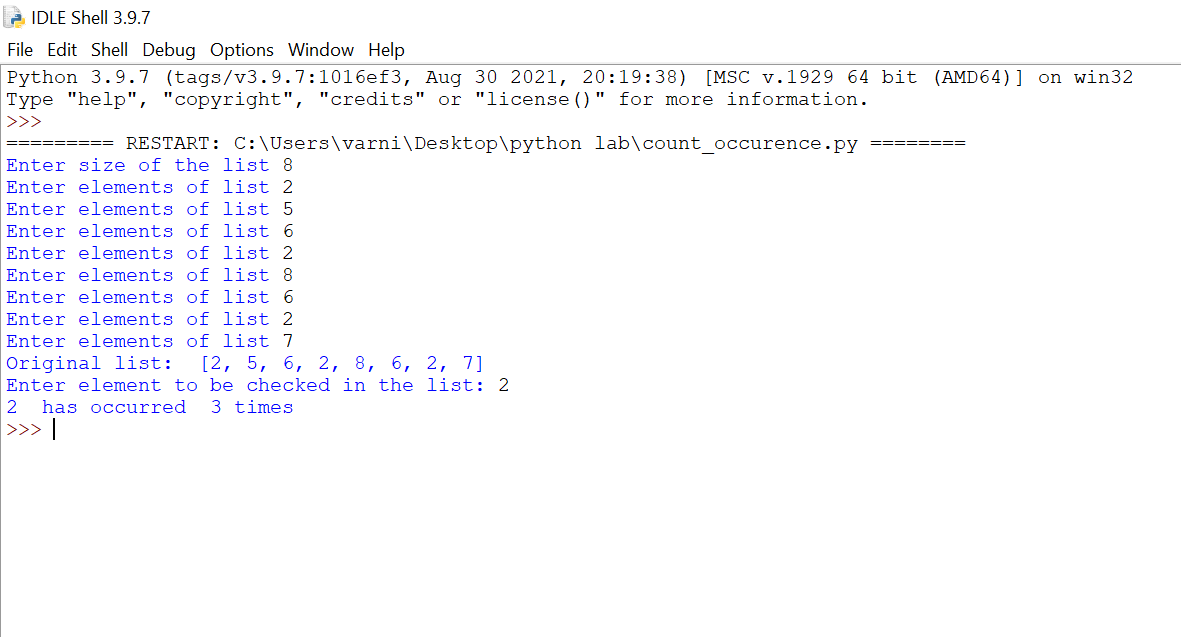 IDLE Shell 3.9.7
File Edit Shell Debug Options Window Help
Python 3.9.7 (tags/v3.9.7:1016ef3, Aug 30 2021, 20:19:38) [MSC v.1929 64 bit (AMD64)] on win32
Type "help", "copyright", "credits" or "license()" for more information.
>>>
========= RESTART: C:\Users\varni\Desktop\python lab\count_occurence.py ========
Enter size of the list 8
Enter elements of list 2
Enter elements of list 5
Enter elements of list 6
Enter elements of list 2
Enter elements of list 8
Enter elements of list 6
Enter elements of list 2
Enter elements of list 7
Original list:  [2, 5, 6, 2, 8, 6, 2, 7]
Enter element to be checked in the list: 2
2  has occurred  3 times
>>>